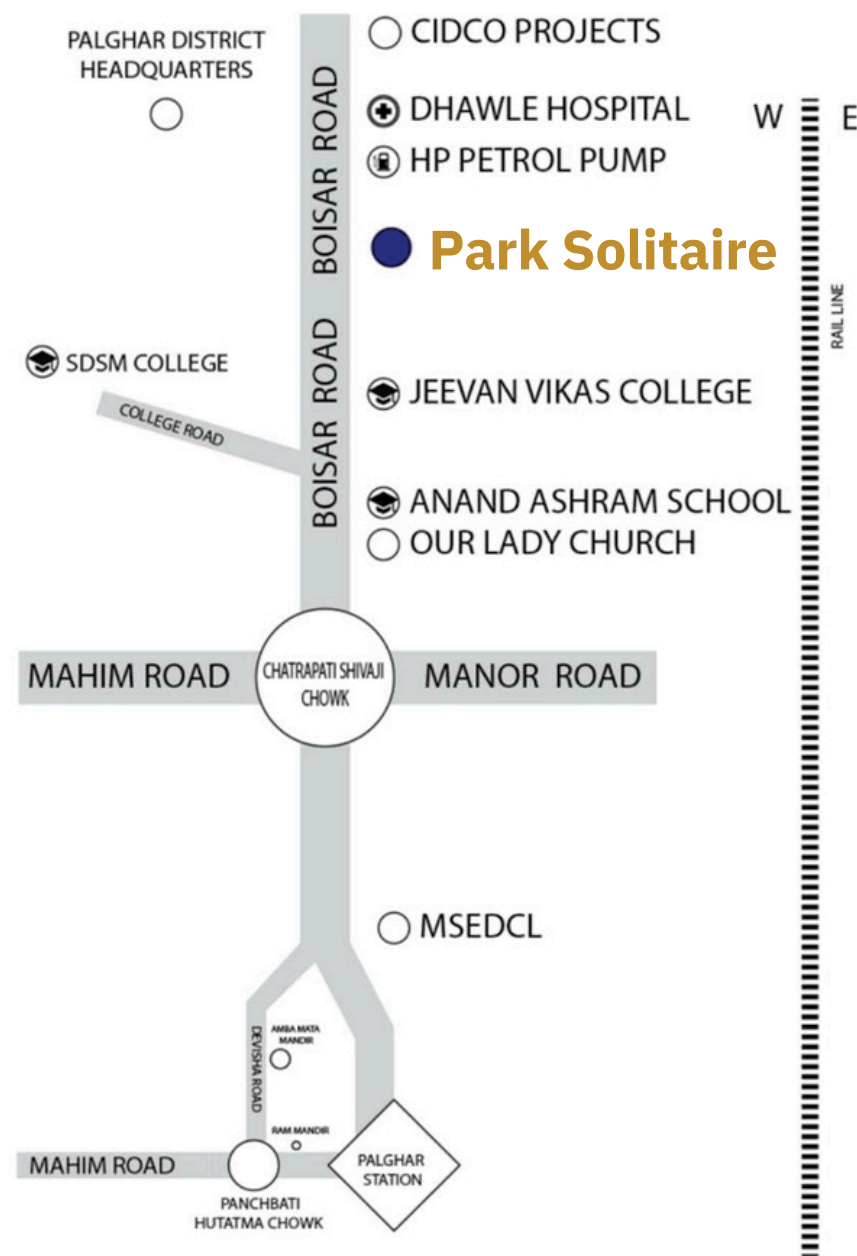 PALGHAR DISTRICT
HEADQUARTERS
CIDCO PROJECTS
BOISAR ROAD
DHAWLE HOSPITAL
W
E
HP PETROL PUMP
Park Solitaire
RAIL LINE
SDSM COLLEGE
COLLEGE ROAD
BOISAR ROAD
JEEVAN VIKAS COLLEGE
ANAND ASHRAM SCHOOL
OUR LADY CHURCH
MAHIM ROAD
CHATRAPATI SHIVAJI
CHOWK
MANOR ROAD
MSEDCL
DEVISHA ROAD
AMBA MATA
MANDIR
RAM MANDIR
MAHIM ROAD
PALGHAR
STATION
PANCHBATI
HUTATMA CHOWK